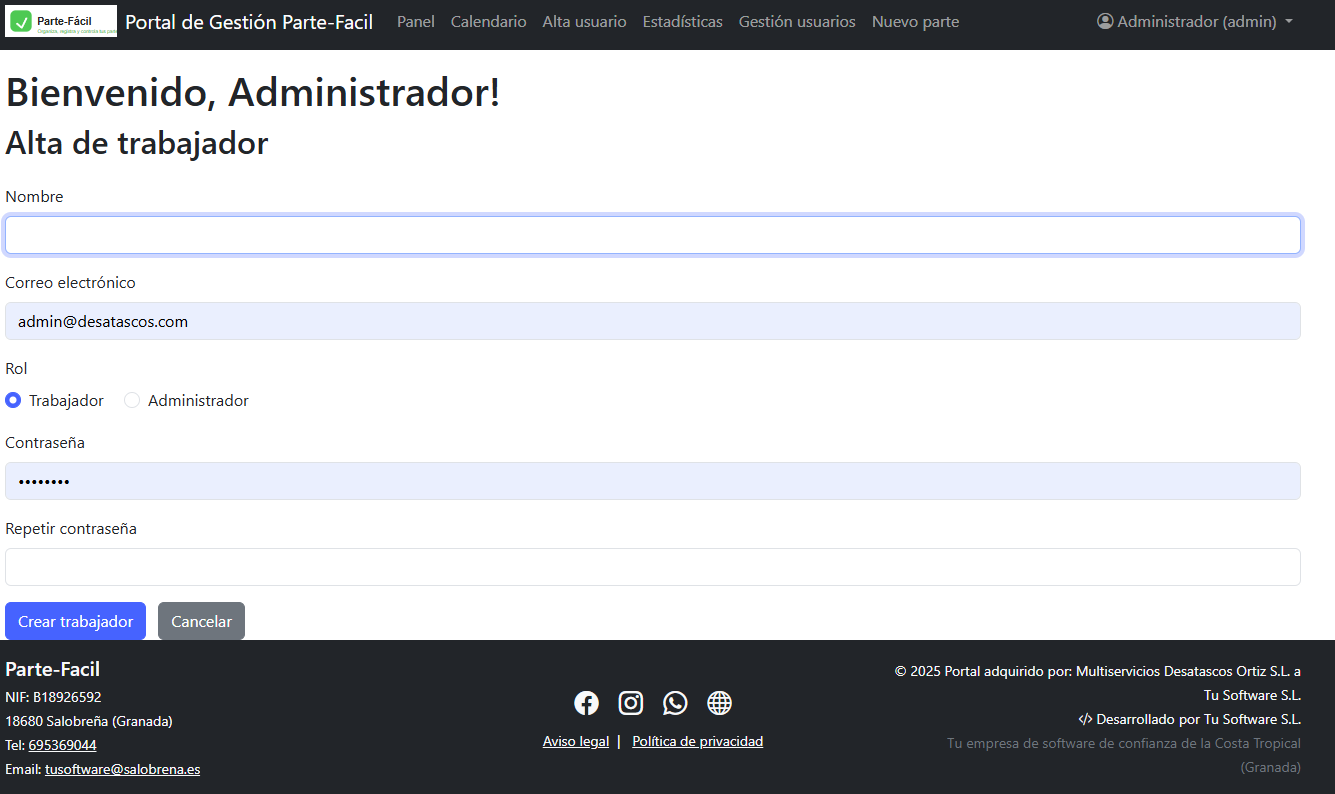 Parte-Fácil
Organiza, registra y controla tus partes
Portal de Gestión Parte-Facil
Panel
Calendario
Alta usuario
Estadísticas
Gestión usuarios
Nuevo parte
Administrador (admin)
Bienvenido, Administrador!
Alta de trabajador
Nombre
Correo electrónico
admin@desatascos.com
Rol
Trabajador
Administrador
Contraseña
••••••••
Repetir contraseña
Crear trabajador
Cancelar
Parte-Facil
NIF: B18926592
18680 Salobreña (Granada)
Tel: 695369044
Email: tusoftware@salobrena.es
Aviso legal | Política de privacidad
© 2025 Portal adquirido por: Multiservicios Desatascos Ortiz S.L. a
Tu Software S.L.
</> Desarrollado por Tu Software S.L.
Tu empresa de software de confianza de la Costa Tropical
(Granada)